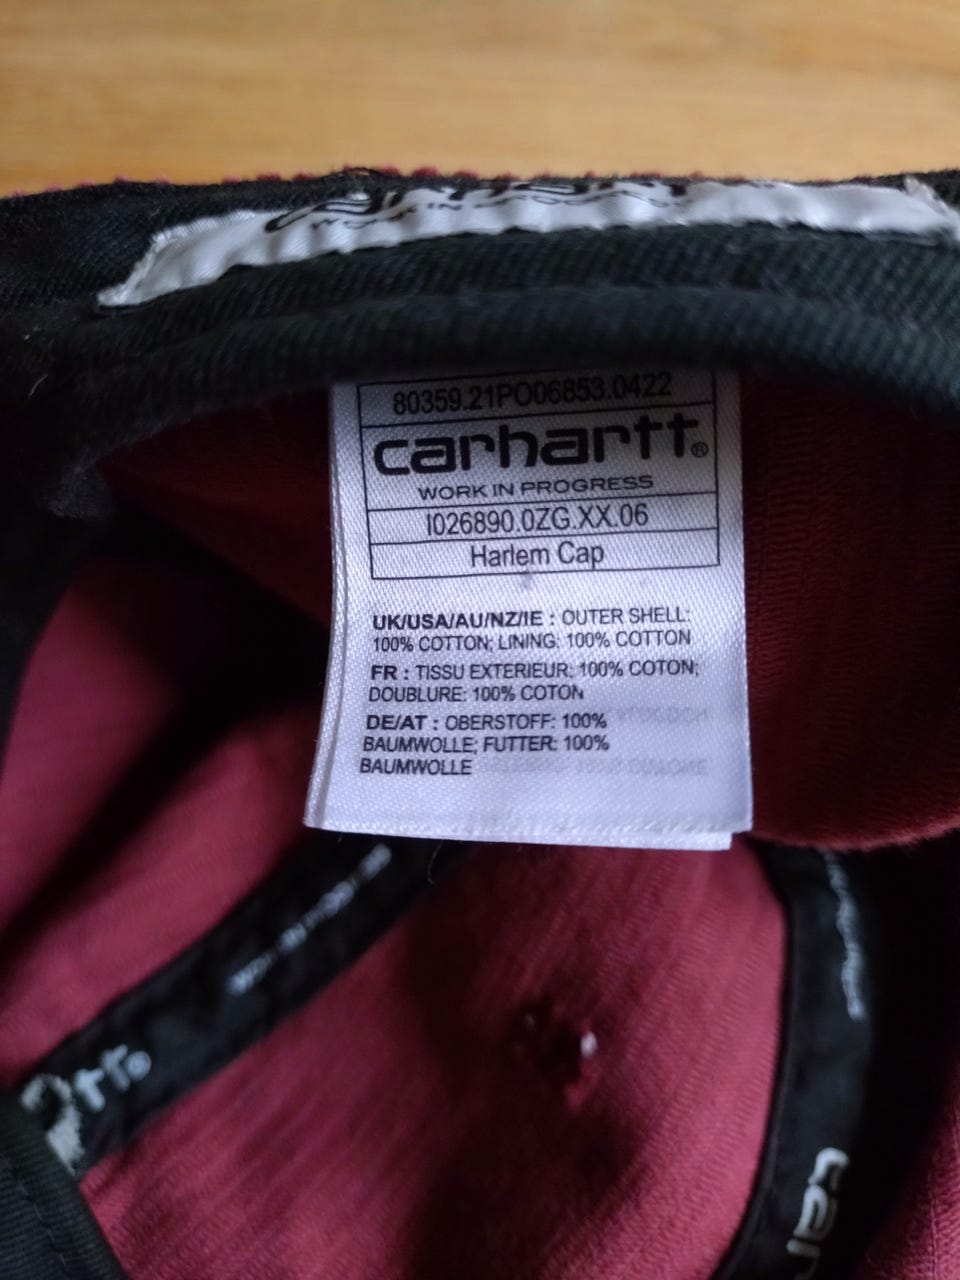 80359.21PO06853.0422
carhartt®
WORK IN PROGRESS
I026890.0ZG.XX.06
Harlem Cap
UK/USA/AU/NZ/IE : OUTER SHELL:
100% COTTON; LINING: 100% COTTON
FR : TISSU EXTERIEUR: 100% COTON;
DOUBLURE: 100% COTON
DE/AT : OBERSTOFF: 100%
BAUMWOLLE; FUTTER: 100%
BAUMWOLLE